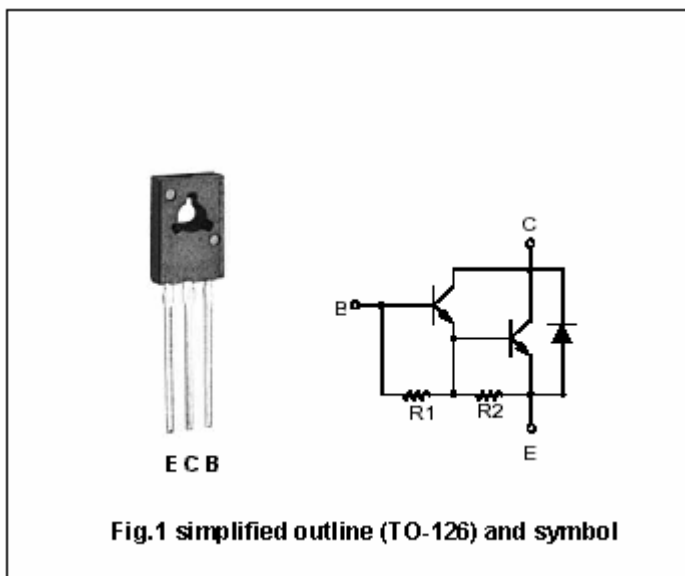 C
B
R1
R2
E
E C B
Fig.1 simplified outline (TO-126) and symbol